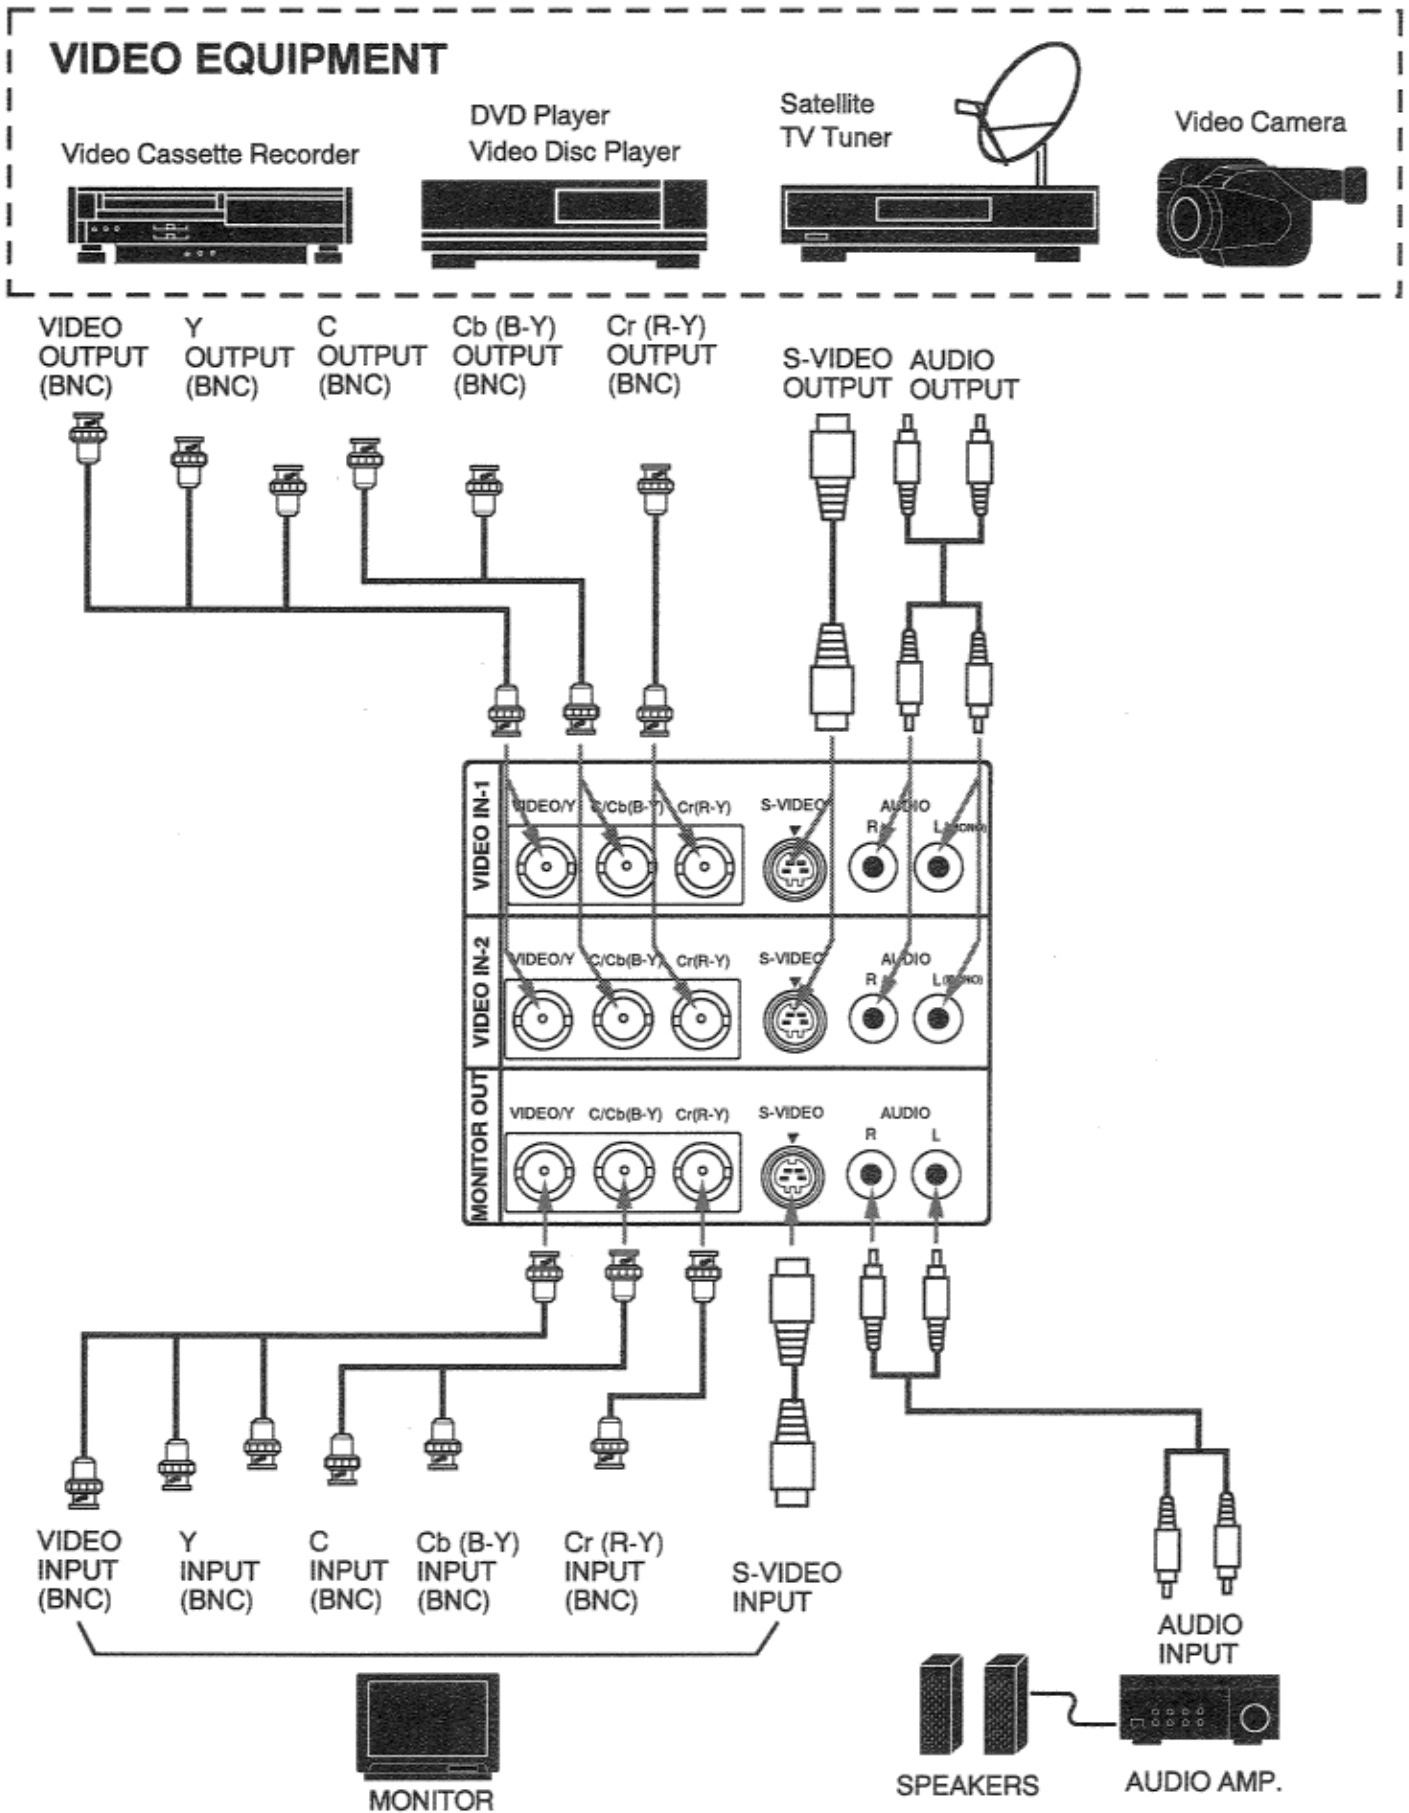 VIDEO EQUIPMENT
Video Cassette Recorder
DVD Player
Video Disc Player
Satellite
TV Tuner
Video Camera
VIDEO
OUTPUT
(BNC)
Y
OUTPUT
(BNC)
C
OUTPUT
(BNC)
Cb (B-Y)
OUTPUT
(BNC)
Cr (R-Y)
OUTPUT
(BNC)
S-VIDEO
OUTPUT
AUDIO
OUTPUT
VIDEO IN-1
VIDEO/Y
C/Cb(B-Y)
Cr(R-Y)
S-VIDEO
AUDIO
R
L (MONO)
VIDEO IN-2
VIDEO/Y
C/Cb(B-Y)
Cr(R-Y)
S-VIDEO
AUDIO
R
L (MONO)
MONITOR OUT
VIDEO/Y
C/Cb(B-Y)
Cr(R-Y)
S-VIDEO
AUDIO
R
L
VIDEO
INPUT
(BNC)
Y
INPUT
(BNC)
C
INPUT
(BNC)
Cb (B-Y)
INPUT
(BNC)
Cr (R-Y)
INPUT
(BNC)
S-VIDEO
INPUT
AUDIO
INPUT
MONITOR
SPEAKERS
AUDIO AMP.